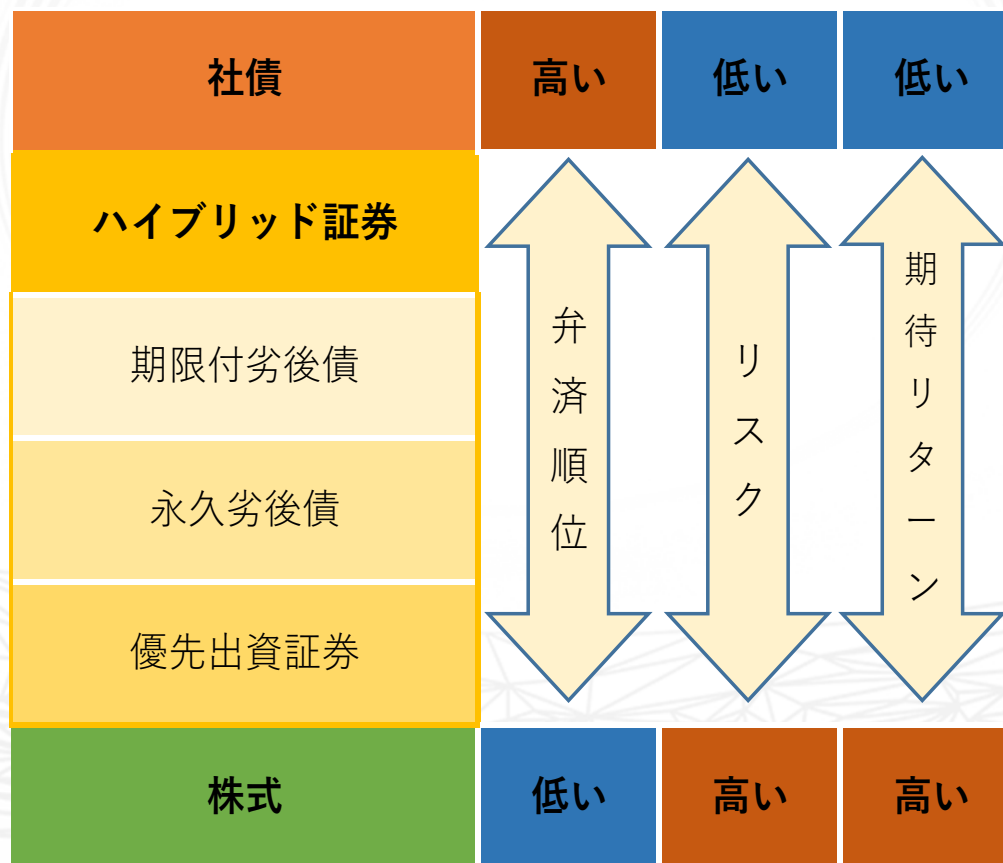 社債 高い 低い 低い
ハイブリッド証券
期限付劣後債
永久劣後債
優先出資証券
弁済順位
リスク
期待リターン
株式 低い 高い 高い